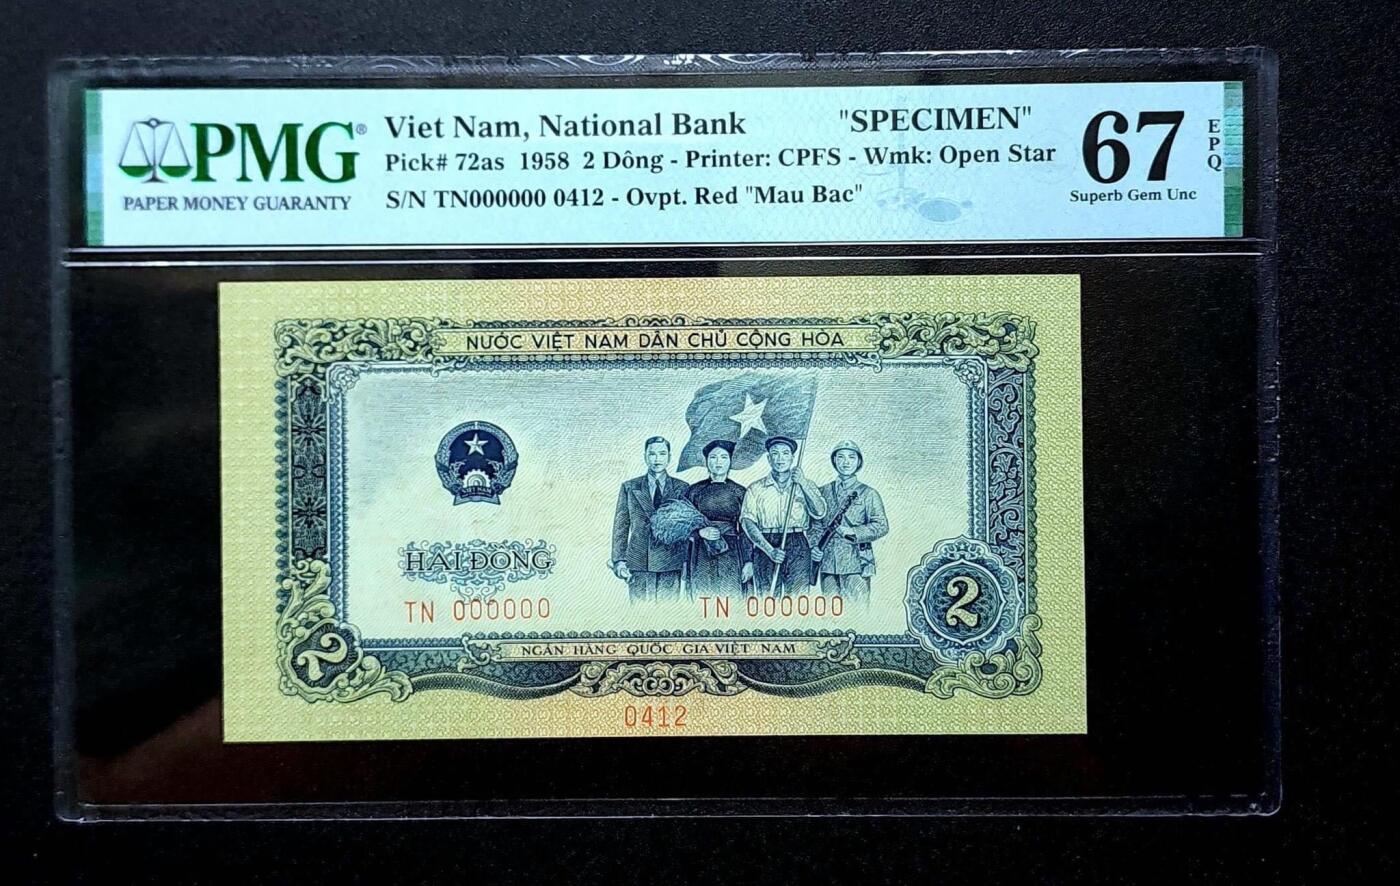 PMG®
PAPER MONEY GUARANTY
Viet Nam, National Bank "SPECIMEN"
Pick# 72as 1958 2 Dông - Printer: CPFS - Wmk: Open Star
S/N TN000000 0412 - Ovpt. Red "Mau Bac"
67
EPQ
Superb Gem Unc
NƯỚC VIỆT NAM DÂN CHỦ CỘNG HÒA
VIỆT NAM
HAI ĐỒNG
TN 000000
TN 000000
2
2
NGÂN HÀNG QUỐC GIA VIỆT NAM
0412